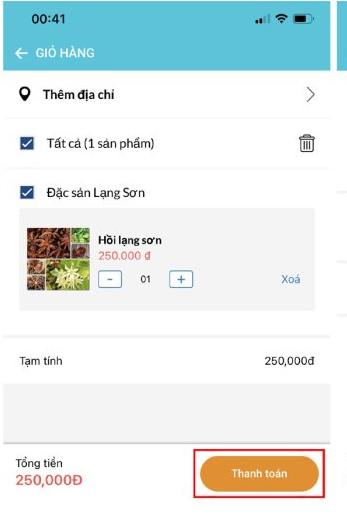 00:41
GIỎ HÀNG
Thêm địa chỉ
Tất cả (1 sản phẩm)
Đặc sản Lạng Sơn
Hồi lạng sơn
250.000 đ
- 01 + Xoá
Tạm tính 250,000đ
Tổng tiền
250,000Đ
Thanh toán